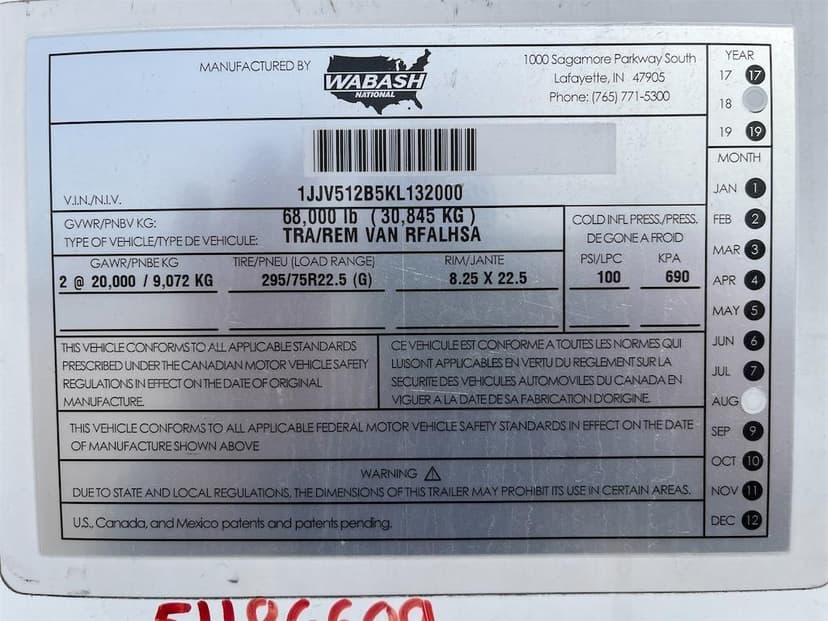 MANUFACTURED BY
WABASH
NATIONAL
1000 Sagamore Parkway South
Lafayette, IN 47905
Phone: (765) 771-5300
YEAR
17 17
18
19 19
V.I.N./N.I.V.
1JJV512B5KL132000
GVWR/PNBV KG: 68,000 lb ( 30,845 KG )
TYPE OF VEHICLE/TYPE DE VEHICULE: TRA/REM VAN RFALHSA
COLD INFL PRESS./PRESS.
DE GONE A FROID
GAWR/PNBE KG TIRE/PNEU (LOAD RANGE) RIM/JANTE PSI/LPC KPA
2 @ 20,000 / 9,072 KG 295/75R22.5 (G) 8.25 X 22.5 100 690
MONTH
JAN 1
FEB 2
MAR 3
APR 4
MAY 5
JUN 6
JUL 7
AUG
SEP 9
OCT 10
NOV 11
DEC 12
THIS VEHICLE CONFORMS TO ALL APPLICABLE STANDARDS
PRESCRIBED UNDER THE CANADIAN MOTOR VEHICLE SAFETY
REGULATIONS IN EFFECT ON THE DATE OF ORIGINAL
MANUFACTURE.
CE VEHICULE EST CONFORME A TOUTES LES NORMES QUI
LUI SONT APPLICABLES EN VERTU DU REGLEMENT SUR LA
SECURITE DES VEHICULES AUTOMOVILES DU CANADA EN
VIGUER A LA DATE DE SA FABRICATION D'ORIGINE.
THIS VEHICLE CONFORMS TO ALL APPLICABLE FEDERAL MOTOR VEHICLE SAFETY STANDARDS IN EFFECT ON THE DATE
OF MANUFACTURE SHOWN ABOVE
WARNING
DUE TO STATE AND LOCAL REGULATIONS, THE DIMENSIONS OF THIS TRAILER MAY PROHIBIT ITS USE IN CERTAIN AREAS.
U.S., Canada, and Mexico patents and patents pending.